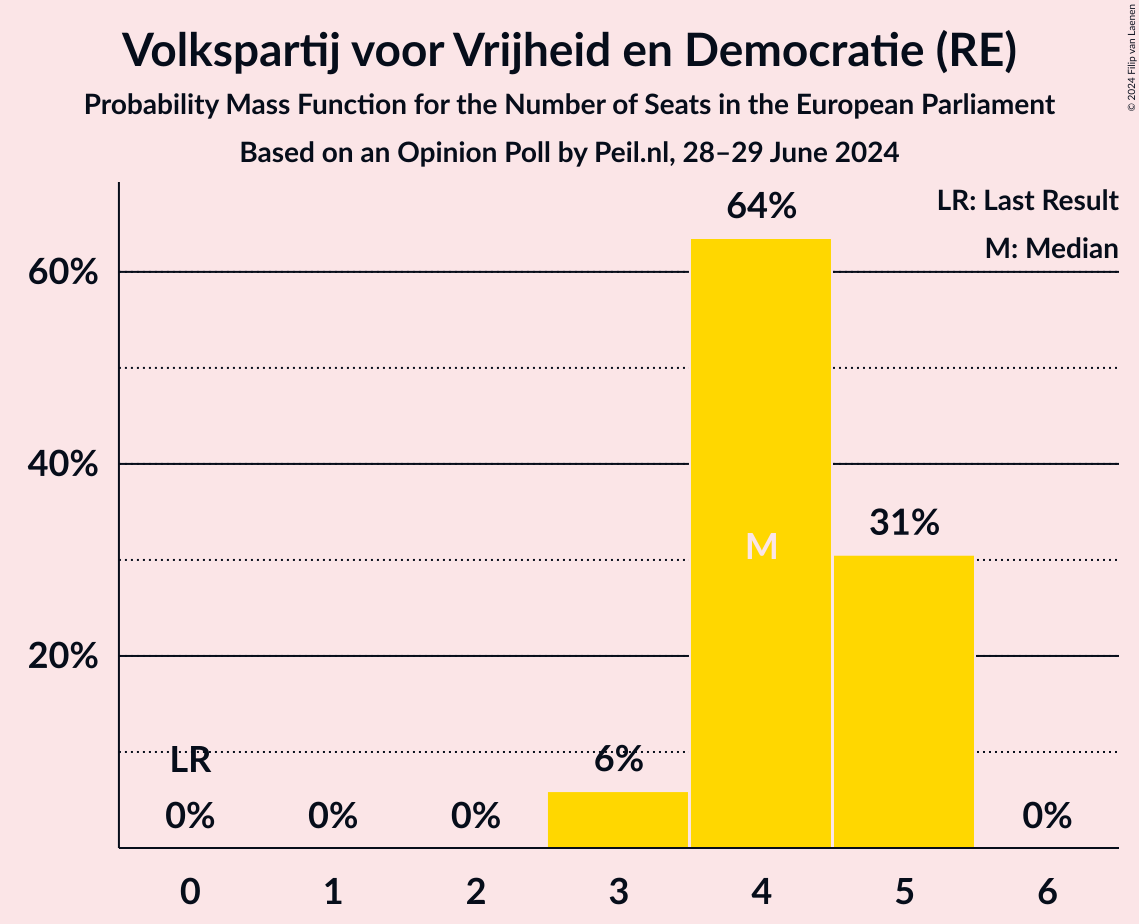 Volkspartij voor Vrijheid en Democratie (RE)
Probability Mass Function for the Number of Seats in the European Parliament
Based on an Opinion Poll by Peil.nl, 28–29 June 2024
© 2024 Filip van Laenen
LR: Last Result
M: Median
64%
60%
40%
31%
M
20%
LR
6%
0%
0%
0%
0%
0
1
2
3
4
5
6